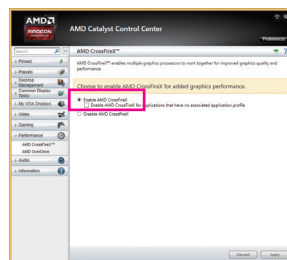 AMD
RADEON
GRAPHICS
AMD Catalyst Control Center
Preferences
Search
AMD CrossFireX™
Pinned
Presets
Desktop Management
Common Display Tasks
My VGA Displays
Video
Gaming
Performance
AMD CrossFireX™
AMD OverDrive
Audio
Information
AMD CrossFireX™ enables multiple graphics processors to work together for improved graphics quality and
performance.
Choose to enable AMD CrossFireX for added graphics performance.
Enable AMD CrossFireX
Enable AMD CrossFireX for applications that have no associated application profile
Disable AMD CrossFireX
Discard
Apply